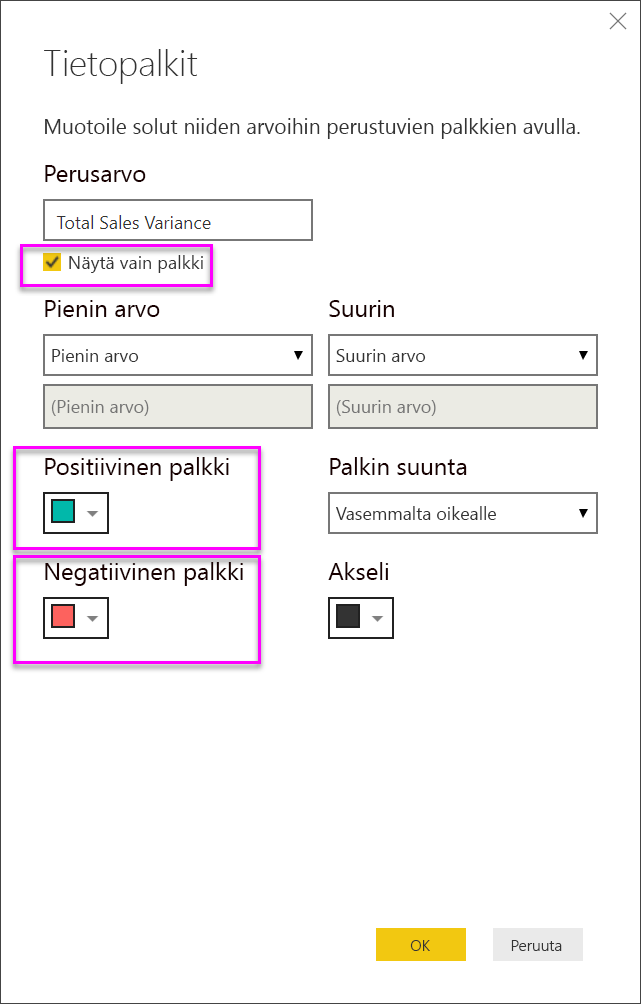 Tietopalkit
Muotoile solut niiden arvoihin perustuvien palkkien avulla.
Perusarvo
Total Sales Variance
Näytä vain palkki
Pienin arvo
Suurin
Pienin arvo
Suurin arvo
(Pienin arvo)
(Suurin arvo)
Positiivinen palkki
Palkin suunta
Vasemmalta oikealle
Negatiivinen palkki
Akseli
OK
Peruuta